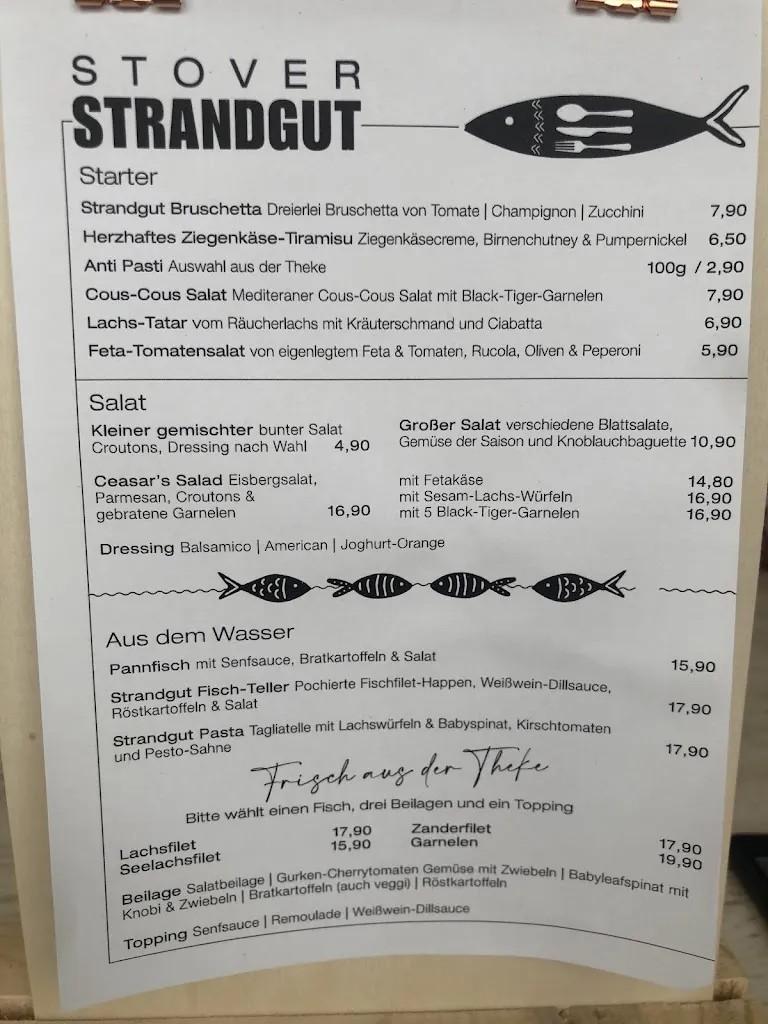 STOVER
STRANDGUT
Starter
Strandgut Bruschetta Dreierlei Bruschetta von Tomate | Champignon | Zucchini 7,90
Herzhaftes Ziegenkäse-Tiramisu Ziegenkäsecreme, Birnenchutney & Pumpernickel 6,50
Anti Pasti Auswahl aus der Theke 100g / 2,90
Cous-Cous Salat Mediteraner Cous-Cous Salat mit Black-Tiger-Garnelen 7,90
Lachs-Tatar vom Räucherlachs mit Kräuterschmand und Ciabatta 6,90
Feta-Tomatensalat von eigenlegtem Feta & Tomaten, Rucola, Oliven & Peperoni 5,90
Salat
Kleiner gemischter bunter Salat
Croutons, Dressing nach Wahl 4,90
Großer Salat verschiedene Blattsalate,
Gemüse der Saison und Knoblauchbaguette 10,90
Ceasar's Salad Eisbergsalat,
Parmesan, Croutons &
gebratene Garnelen 16,90
mit Fetakäse 14,80
mit Sesam-Lachs-Würfeln 16,90
mit 5 Black-Tiger-Garnelen 16,90
Dressing Balsamico | American | Joghurt-Orange
Aus dem Wasser
Pannfisch mit Senfsauce, Bratkartoffeln & Salat 15,90
Strandgut Fisch-Teller Pochierte Fischfilet-Happen, Weißwein-Dillsauce,
Röstkartoffeln & Salat 17,90
Strandgut Pasta Tagliatelle mit Lachswürfeln & Babyspinat, Kirschtomaten
und Pesto-Sahne 17,90
Frisch aus der Theke
Bitte wählt einen Fisch, drei Beilagen und ein Topping
Lachsfilet 17,90 Zanderfilet 17,90
Seelachsfilet 15,90 Garnelen 19,90
Beilage Salatbeilage | Gurken-Cherrytomaten Gemüse mit Zwiebeln | Babyleafspinat mit
Knobi & Zwiebeln | Bratkartoffeln (auch veggi) | Röstkartoffeln
Topping Senfsauce | Remoulade | Weißwein-Dillsauce